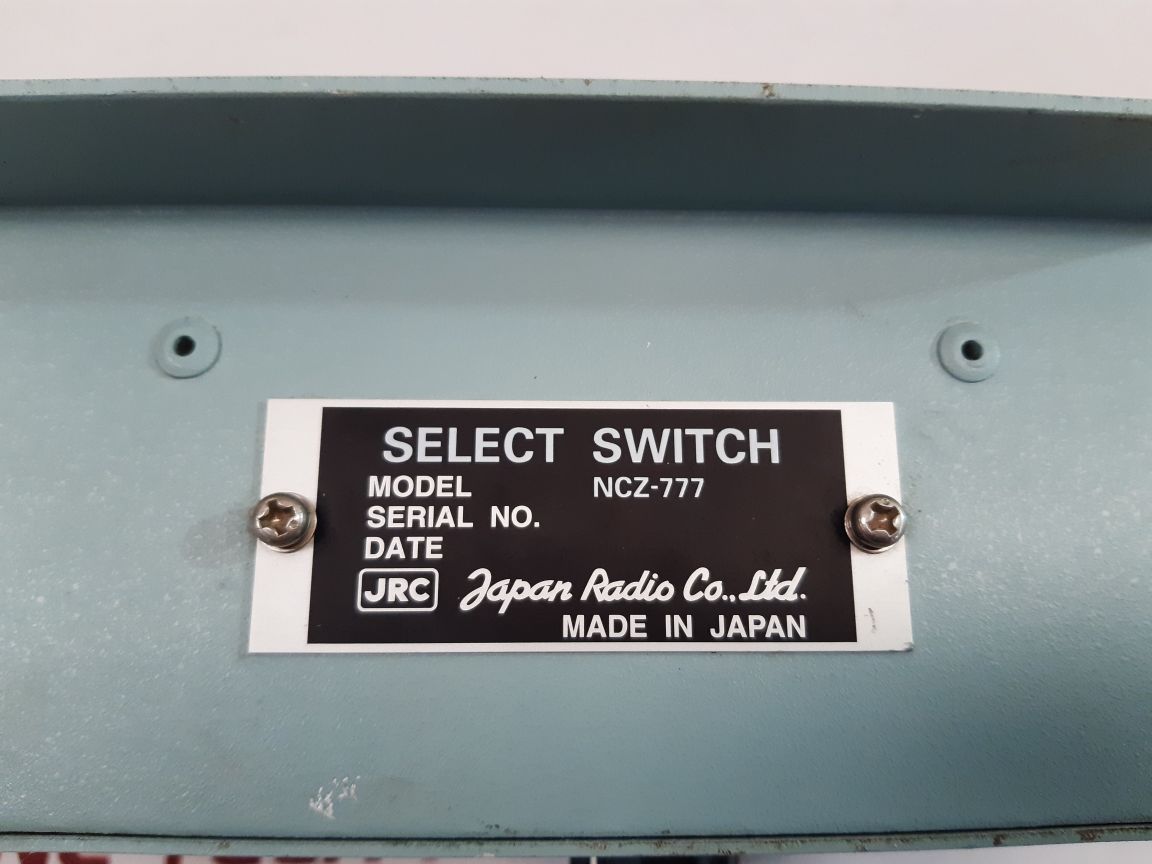 SELECT SWITCH
MODEL NCZ-777
SERIAL NO.
DATE
JRC Japan Radio Co., Ltd.
MADE IN JAPAN